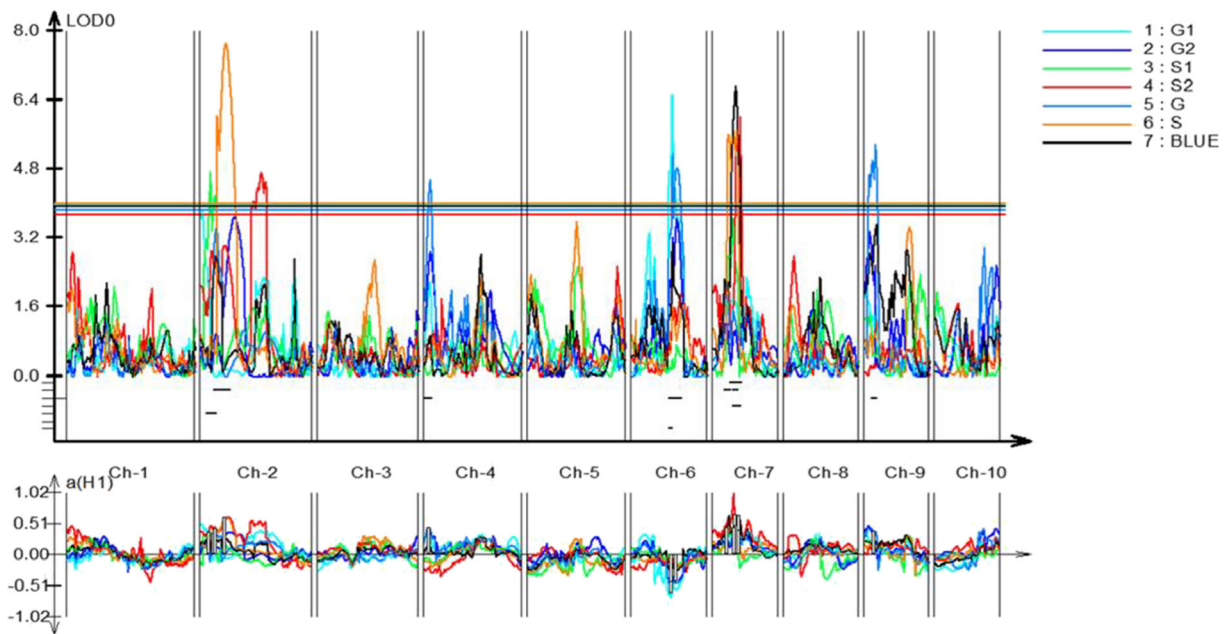 8.0 LOD0
6.4
4.8
3.2
1.6
0.0
1 : G1
2 : G2
3 : S1
4 : S2
5 : G
6 : S
7 : BLUE
Ch-1 Ch-2 Ch-3 Ch-4 Ch-5 Ch-6 Ch-7 Ch-8 Ch-9 Ch-10
a(H1)
1.02
0.51
0.00
-0.51
-1.02